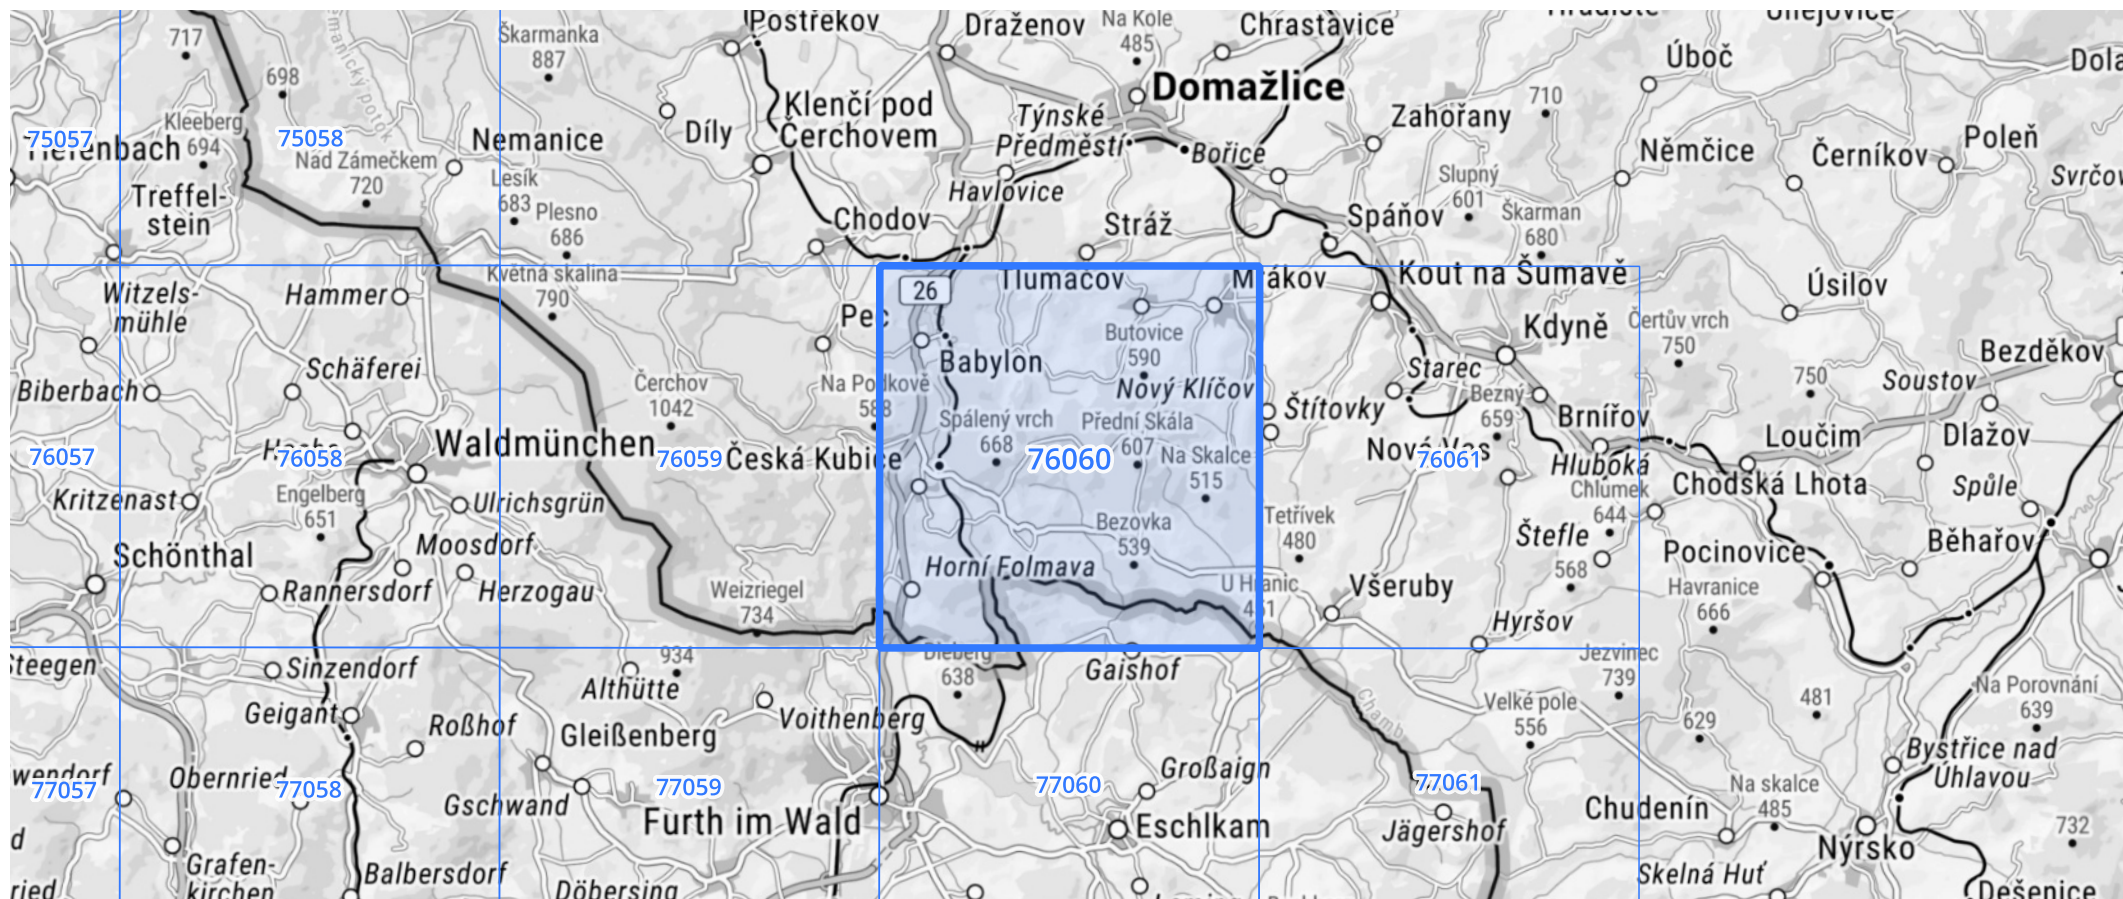 Postřekov
Draženov
Na Kole
485
Chrastavice
Škarmanka
887
717
Úboč
698
Domažlice
710
Klenčí pod
Čerchovem
Díly
Týnské
Předměstí
Zahořany
Kleeberg
694
75057
75058
Nemanice
Bořice
Němčice
Černíkov
Poleň
Nad Zámečkem
720
Lesík
683
Slupný
601
Havlovice
Treffel-
stein
Plesno
686
Chodov
Stráž
Spáňov
Škarman
680
Květná skalina
790
Tlumačov
Mrákov
Kout na Šumavě
Úsilov
Witzels-
mühle
Hammer
26
Pec
Butovice
590
Kdyně
Čertův vrch
750
Babylon
Bezděkov
Schäferei
Starec
Biberbach
Čerchov
1042
Na Podkově
588
Nový Klíčov
Štítovky
Bezný
659
750
Soustov
Brnířov
Spálený vrch
668
Přední Skála
607
Loučim
Dlažov
Waldmünchen
76057
76058
76059
Česká Kubice
76060
Na Skalce
515
76061
Hluboká
Chodská Lhota
Spůle
Kritzenast
Engelberg
651
Ulrichsgrün
Chlumek
644
Bezovka
539
Tetřívek
480
Štefle
Běhařov
Schönthal
Moosdorf
Pocinovice
Horní Folmava
568
Rannersdorf
Herzogau
Weizriegel
734
U Hranic
Všeruby
Havranice
666
Hyršov
934
Sinzendorf
Althütte
638
Gaishof
Jezvinec
739
Velké pole
556
Chamb
481
Na Porovnání
639
Geigant
Roßhof
Gleißenberg
Voithenberg
629
Bystřice nad
Úhlavou
Großaign
77057
Obernried
77058
77059
77060
77061
Na skalce
485
Gschwand
Furth im Wald
Eschlkam
Jägershof
Chudenín
Nýrsko
732
Grafen-
kirchen
Balbersdorf
Döbersing
Skelná Huť
Dešenice